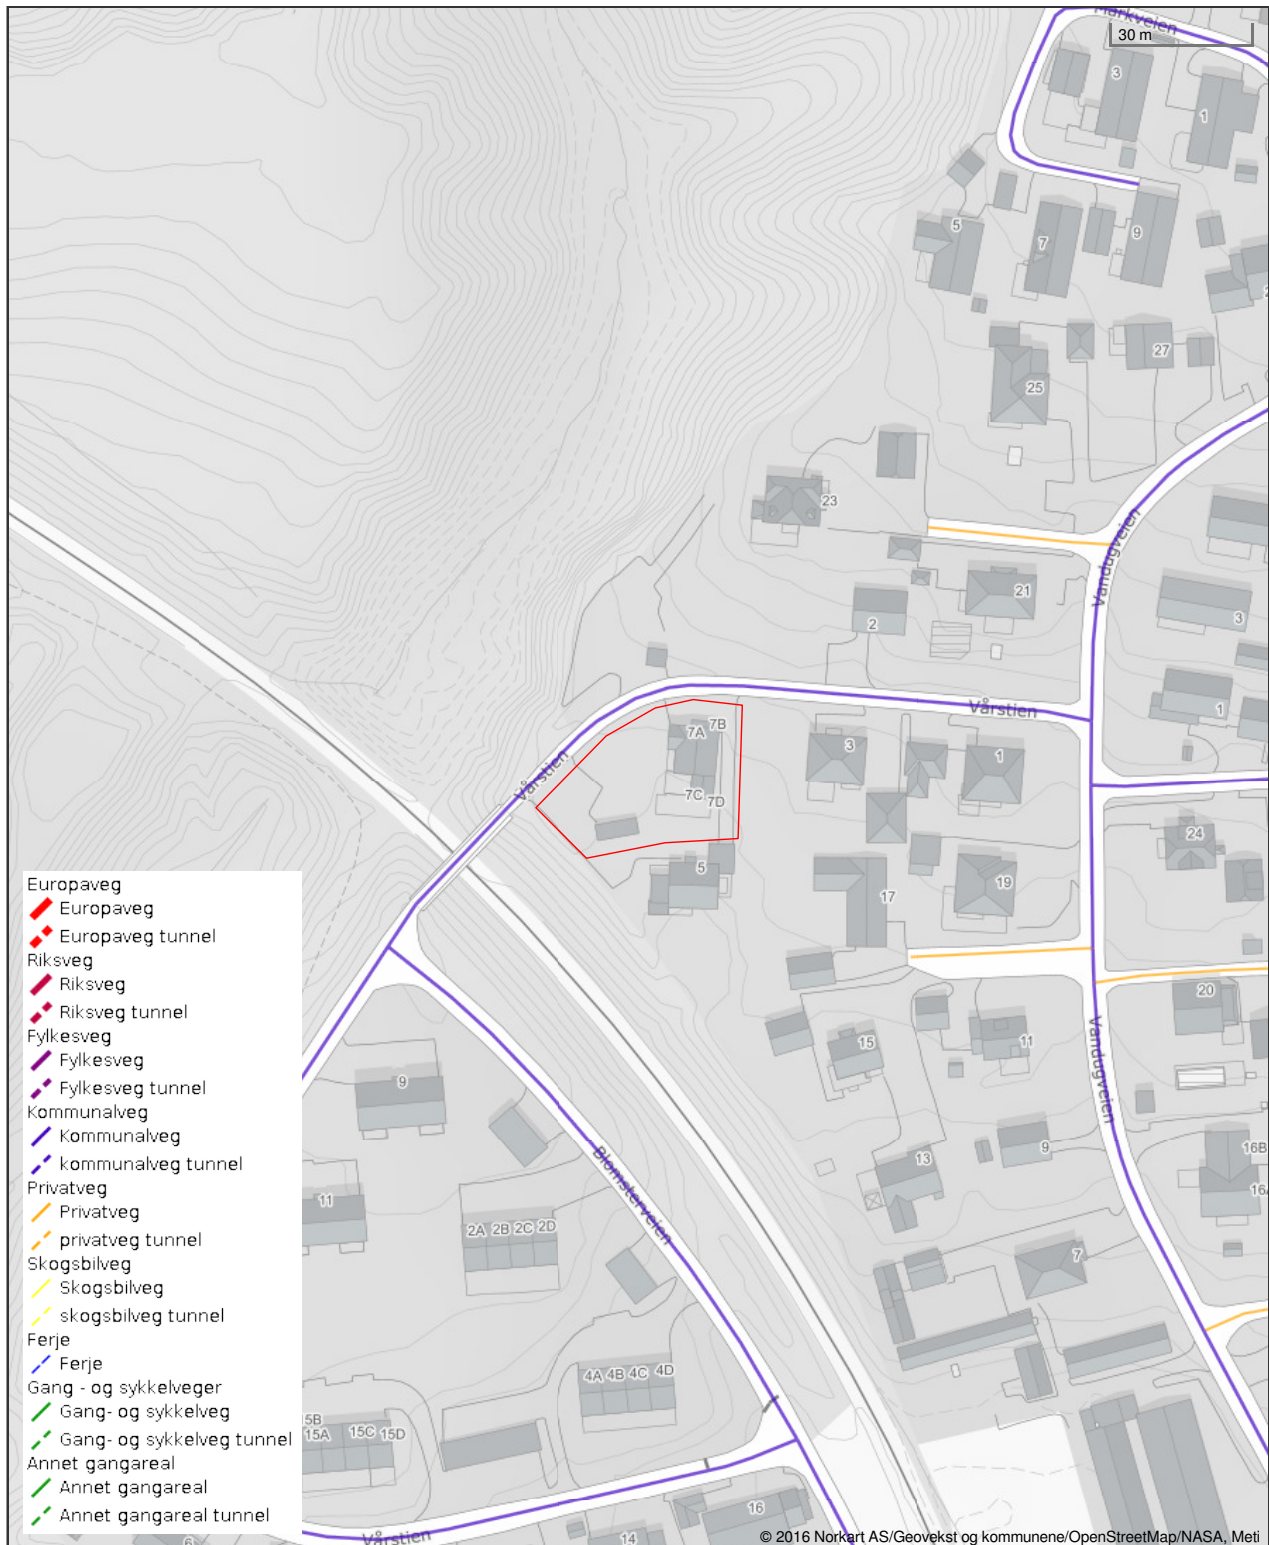 Markveien
30 m
3
1
5
7
9
25
27
23
21
2
3
1
Vandugveien
Vårstien
7A 7B
7C 7D
3
1
Vårstien
5
17
19
24
20
15
11
9
13
7
16B
Vandugveien
9
11
Blomsterveien
2A 2B 2C 2D
4A 4B 4C 4D
15A 15C 15D
16
14
6
Vårstien
Europaveg
Europaveg
Europaveg tunnel
Riksveg
Riksveg
Riksveg tunnel
Fylkesveg
Fylkesveg
Fylkesveg tunnel
Kommunalveg
Kommunalveg
kommunalveg tunnel
Privatveg
Privatveg
privatveg tunnel
Skogsbilveg
Skogsbilveg
skogsbilveg tunnel
Ferje
Ferje
Gang - og sykkelveger
Gang- og sykkelveg
Gang- og sykkelveg tunnel
Annet gangareal
Annet gangareal
Annet gangareal tunnel
© 2016 Norkart AS/Geovekst og kommunene/OpenStreetMap/NASA, Meti